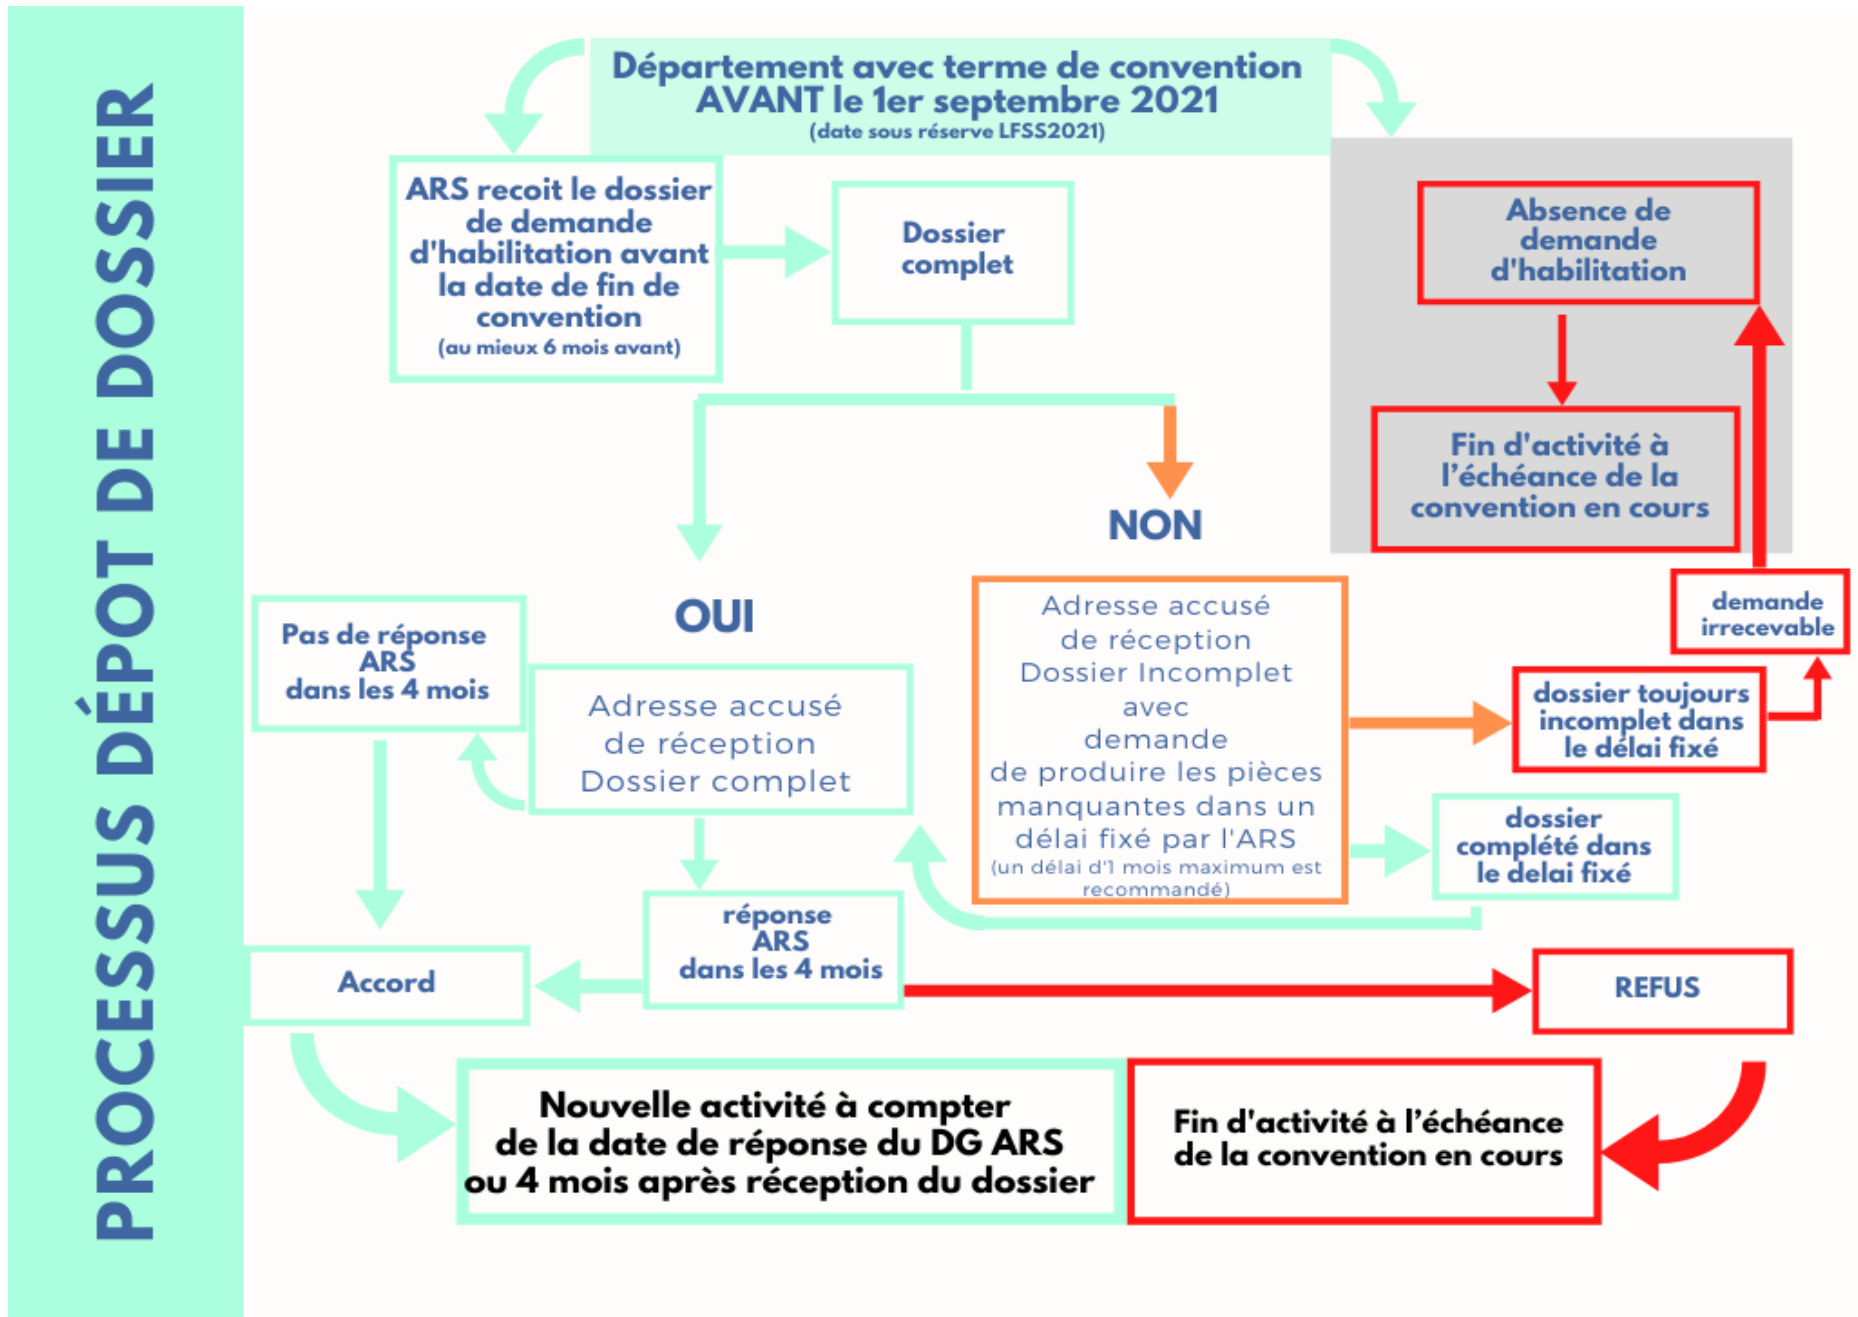 PROCESSUS DÉPOT DE DOSSIER
Département avec terme de convention
AVANT le 1er septembre 2021
(date sous réserve LFSS2021)
ARS recoit le dossier
de demande
d'habilitation avant
la date de fin de
convention
(au mieux 6 mois avant)
Dossier
complet
Absence de
demande
d'habilitation
Fin d'activité à
l’échéance de la
convention en cours
NON
OUI
Pas de réponse
ARS
dans les 4 mois
Adresse accusé
de réception
Dossier complet
Adresse accusé
de réception
Dossier Incomplet
avec
demande
de produire les pièces
manquantes dans un
délai fixé par l'ARS
(un délai d'1 mois maximum est
recommandé)
demande
irrecevable
dossier toujours
incomplet dans
le délai fixé
dossier
complété dans
le delai fixé
réponse
ARS
dans les 4 mois
Accord
REFUS
Nouvelle activité à compter
de la date de réponse du DG ARS
ou 4 mois après réception du dossier
Fin d'activité à l’échéance
de la convention en cours